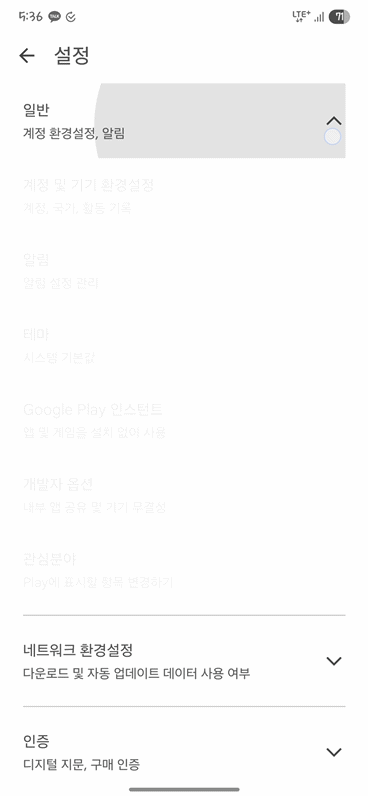 5:36
LTE+
71
설정
일반
계정 환경설정, 알림
계정 및 기기 환경설정
계정, 국가, 활동 기록
알림
알림 설정 관리
테마
시스템 기본값
Google Play 인스턴트
앱 및 게임을 설치 없이 사용
개발자 옵션
내부 앱 공유 및 기기 무결성
관심분야
Play에 표시할 항목 변경하기
네트워크 환경설정
다운로드 및 자동 업데이트 데이터 사용 여부
인증
디지털 지문, 구매 인증